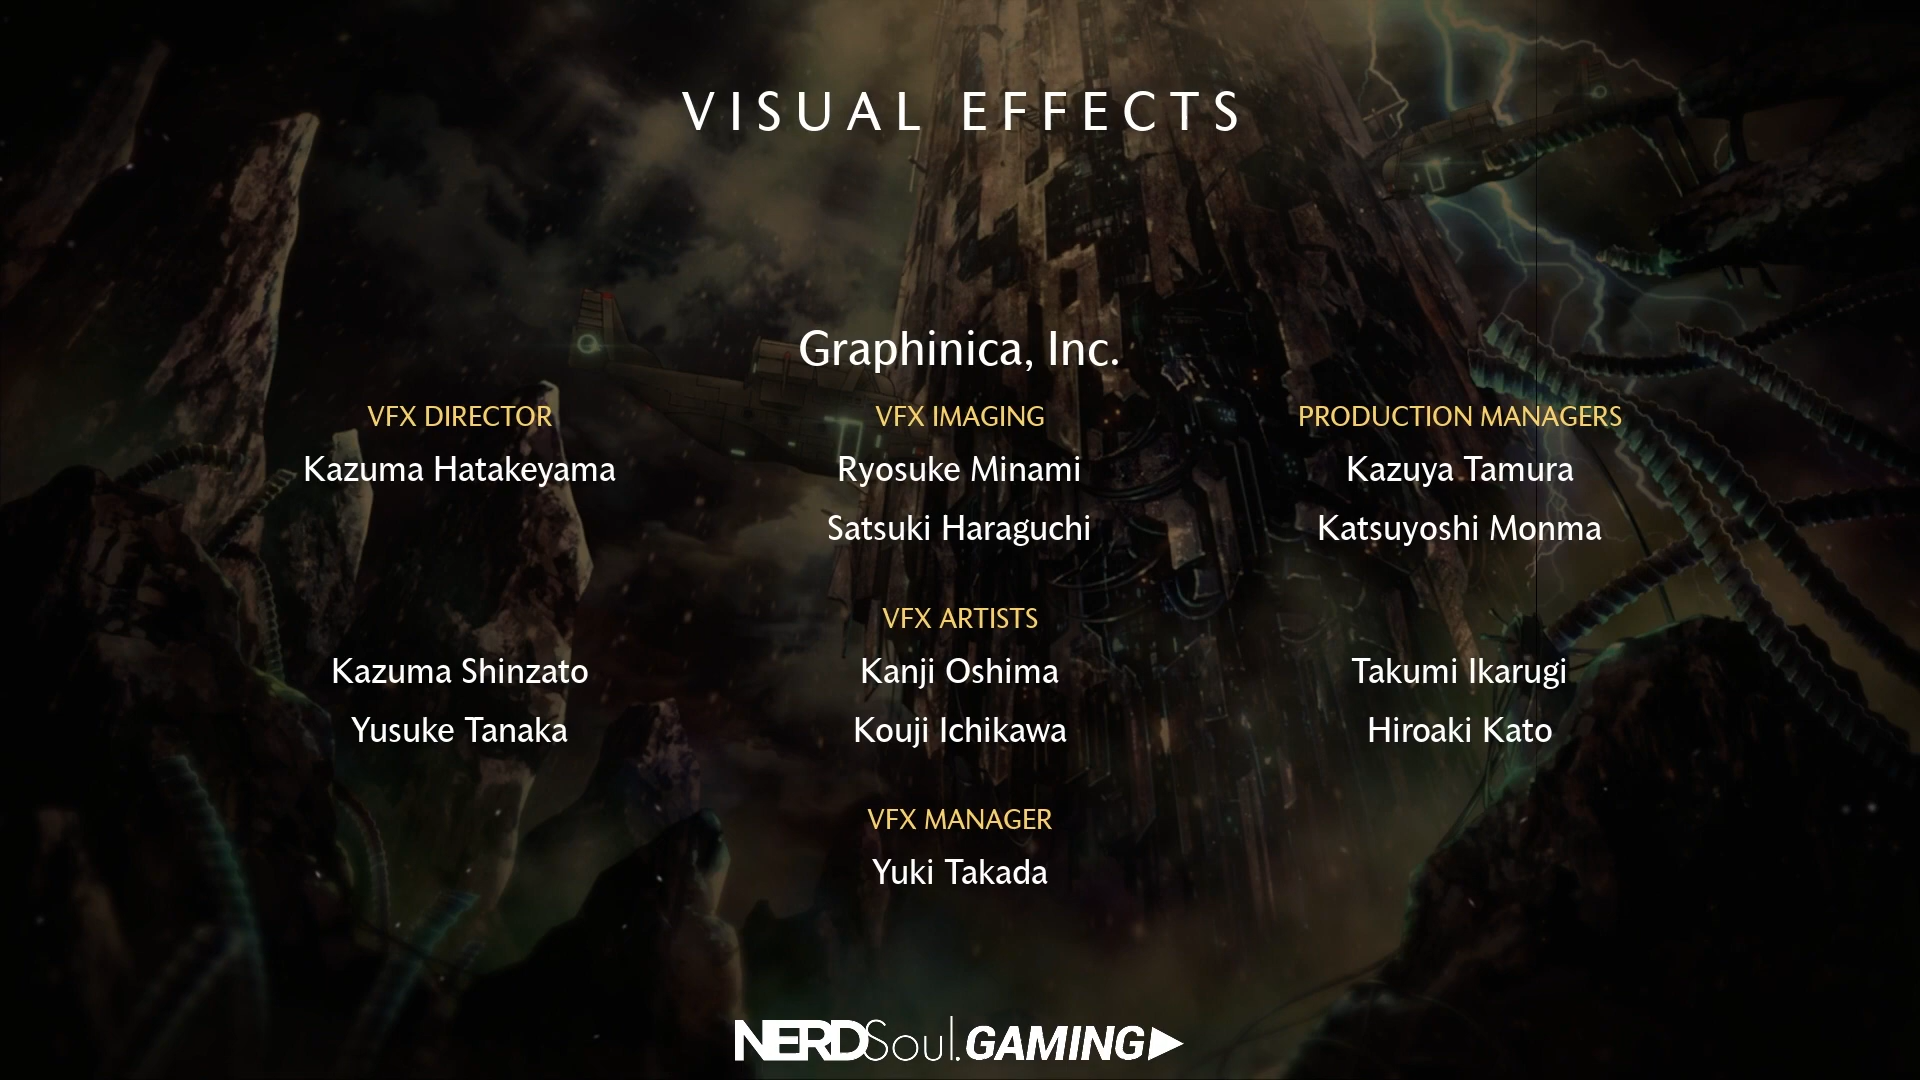 VISUAL EFFECTS
Graphinica, Inc.
VFX DIRECTOR
Kazuma Hatakeyama
VFX IMAGING
Ryosuke Minami
Satsuki Haraguchi
PRODUCTION MANAGERS
Kazuya Tamura
Katsuyoshi Monma
VFX ARTISTS
Kazuma Shinzato
Kanji Oshima
Takumi Ikarugi
Yusuke Tanaka
Kouji Ichikawa
Hiroaki Kato
VFX MANAGER
Yuki Takada
NERDSoul.GAMING